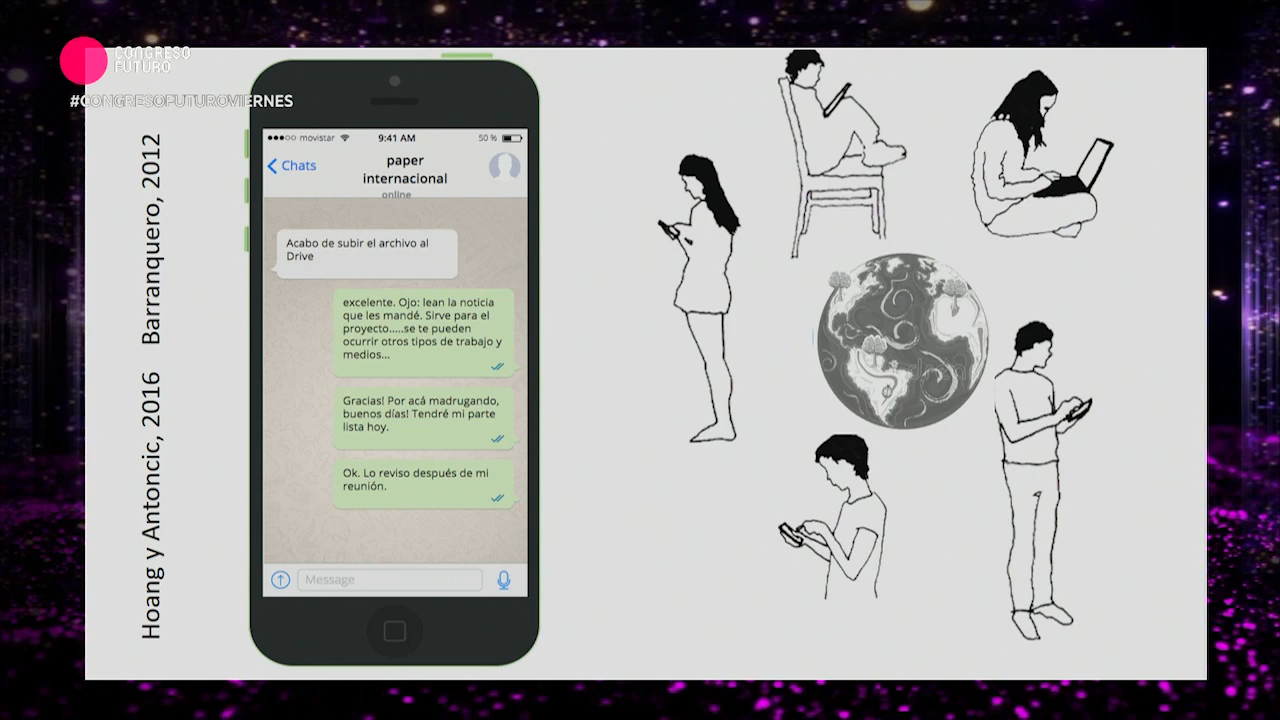 CONGRESO
FUTURO
#CONGRESOFUTUROVIERNES
Hoang y Antoncic, 2016 Barranquero, 2012
movistar 9:41 AM 50 %
Chats
paper
internacional
online
Acabo de subir el archivo al
Drive
excelente. Ojo: lean la noticia
que les mandé. Sirve para el
proyecto.....se te pueden
ocurrir otros tipos de trabajo y
medios...
Gracias! Por acá madrugando,
buenos días! Tendré mi parte
lista hoy.
Ok. Lo reviso después de mi
reunión.
Message